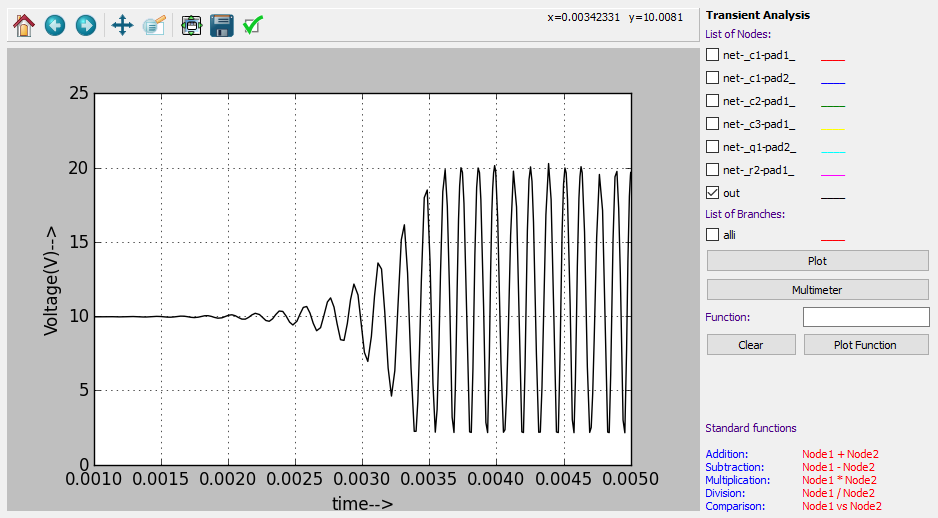 x=0.00342331 y=10.0081
25
20
15
10
5
0
Voltage(V)-->
0.0010 0.0015 0.0020 0.0025 0.0030 0.0035 0.0040 0.0045 0.0050
time-->
Transient Analysis
List of Nodes:
net-_c1-pad1_
net-_c1-pad2_
net-_c2-pad1_
net-_c3-pad1_
net-_q1-pad2_
net-_r2-pad1_
out
List of Branches:
alli
Plot
Multimeter
Function:
Clear Plot Function
Standard functions
Addition: Node1 + Node2
Subtraction: Node1 - Node2
Multiplication: Node1 * Node2
Division: Node1 / Node2
Comparison: Node1 vs Node2